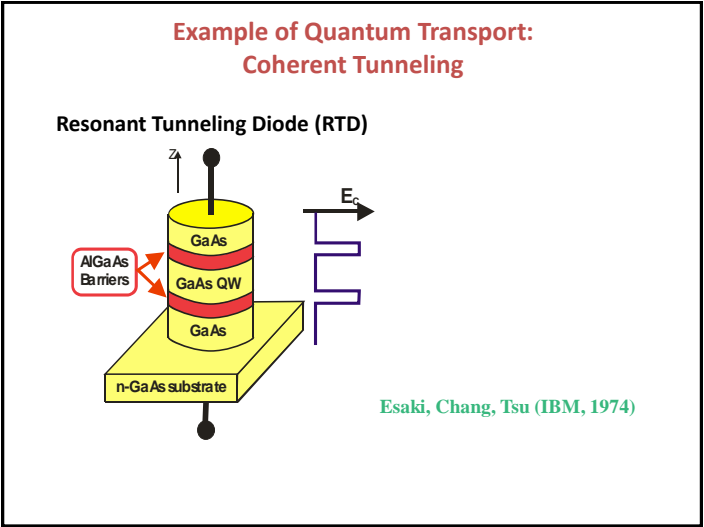 Example of Quantum Transport:
Coherent Tunneling
Resonant Tunneling Diode (RTD)
Z
Ec
GaAs
AlGaAs
Barriers
GaAs QW
GaAs
n-GaAs substrate
Esaki, Chang, Tsu (IBM, 1974)